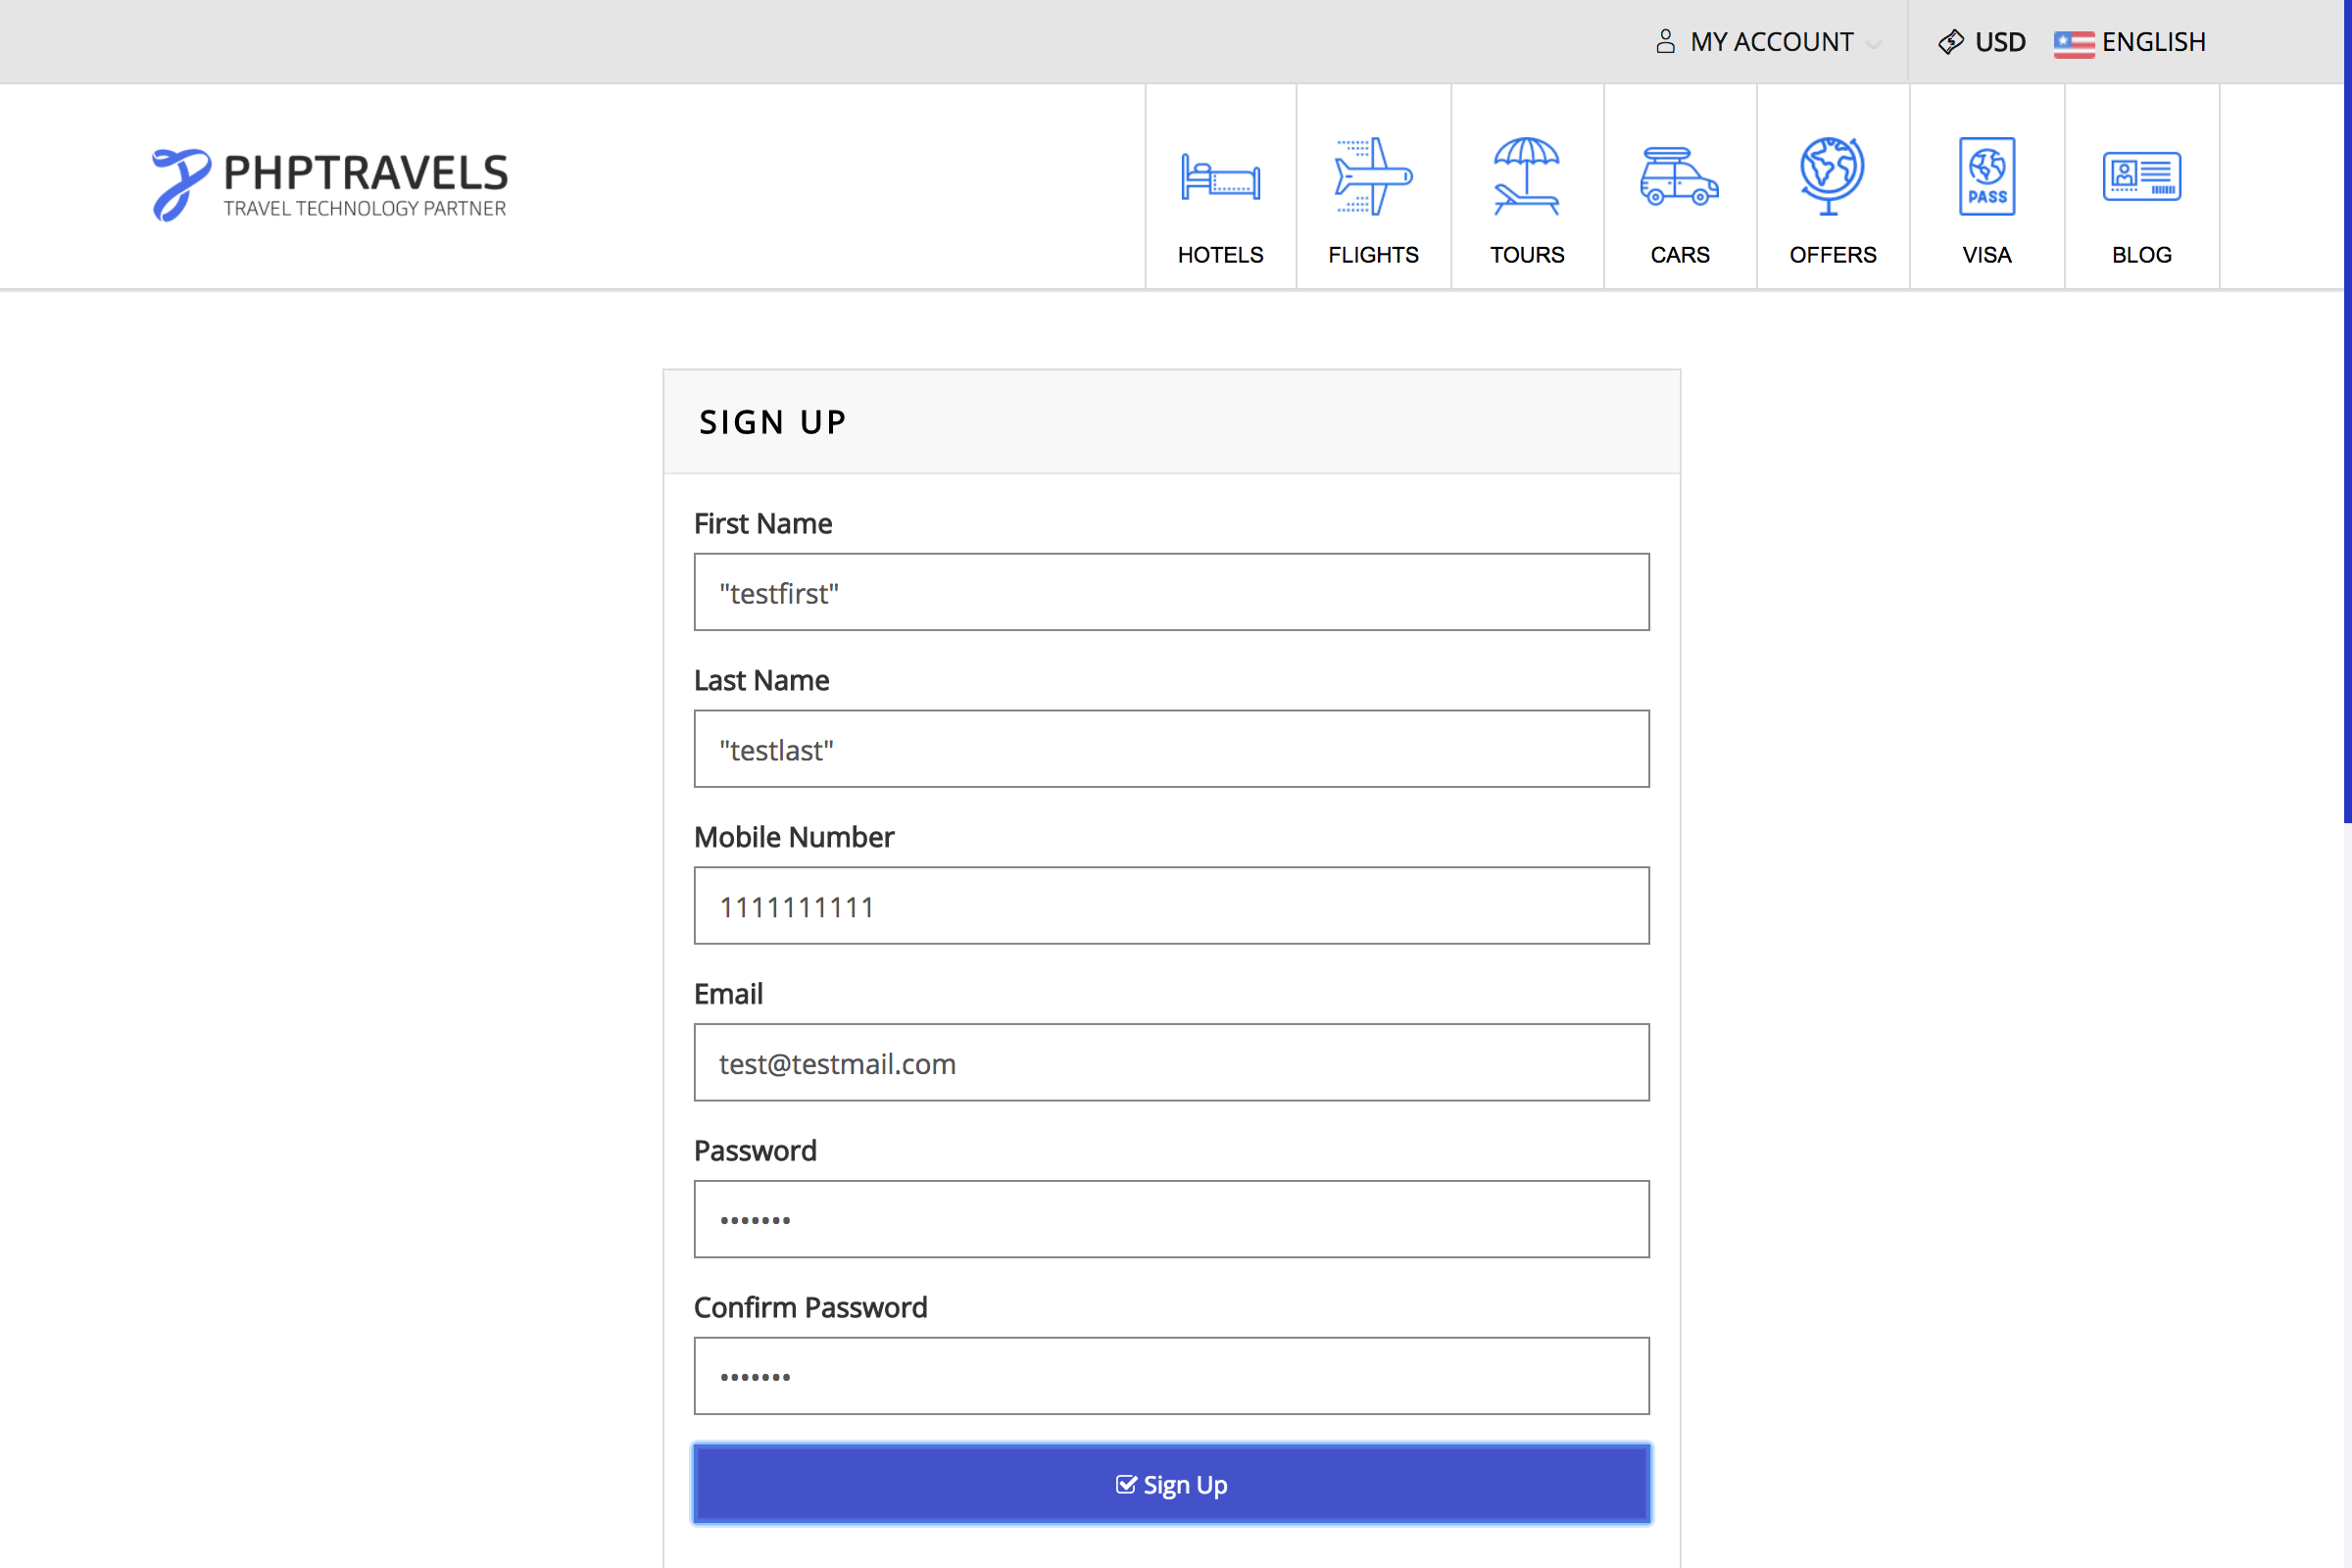 MY ACCOUNT USD ENGLISH
PHPTRAVELS
TRAVEL TECHNOLOGY PARTNER
PASS
HOTELS FLIGHTS TOURS CARS OFFERS VISA BLOG
SIGN UP
First Name
"testfirst"
Last Name
"testlast"
Mobile Number
1111111111
Email
test@testmail.com
Password
•••••••
Confirm Password
•••••••
Sign Up